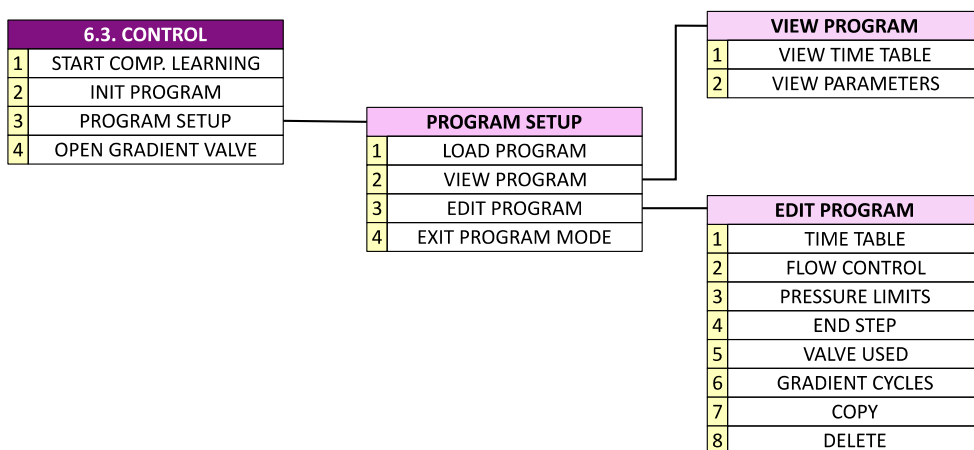 6.3. CONTROL
1 START COMP. LEARNING
2 INIT PROGRAM
3 PROGRAM SETUP
4 OPEN GRADIENT VALVE
PROGRAM SETUP
1 LOAD PROGRAM
2 VIEW PROGRAM
3 EDIT PROGRAM
4 EXIT PROGRAM MODE
VIEW PROGRAM
1 VIEW TIME TABLE
2 VIEW PARAMETERS
EDIT PROGRAM
1 TIME TABLE
2 FLOW CONTROL
3 PRESSURE LIMITS
4 END STEP
5 VALVE USED
6 GRADIENT CYCLES
7 COPY
8 DELETE